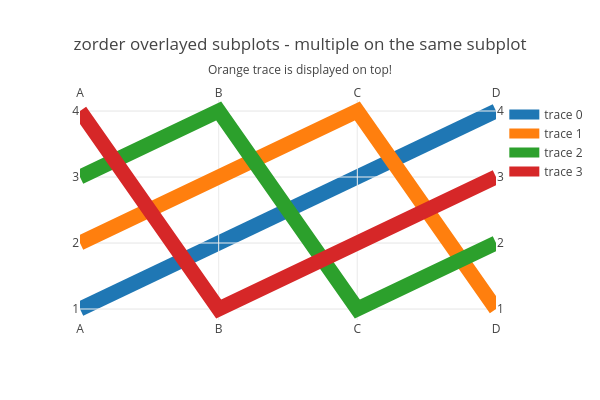 zorder overlayed subplots - multiple on the same subplot
Orange trace is displayed on top!
A B C D
4 4 trace 0
trace 1
trace 2
3 3 trace 3
2 2
1 1
A B C D